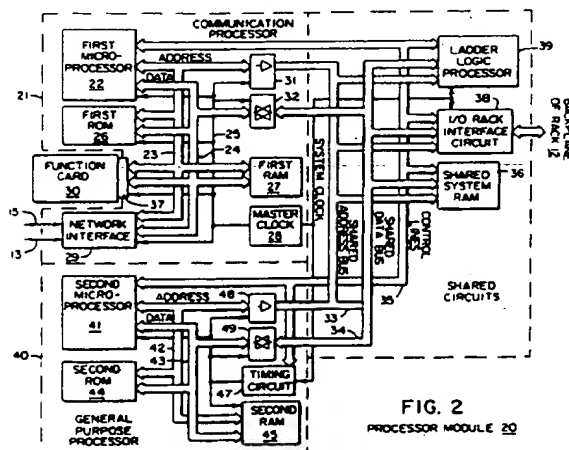 COMMUNICATION
PROCESSOR
21
FIRST
MICRO-
PROCESSOR
22
ADDRESS
DATA
31
32
FIRST ROM
26
25
24
23
FUNCTION
CARD
30
37
FIRST RAM
27
15
13
NETWORK
INTERFACE
29
MASTER
CLOCK
28
SYSTEM CLOCK
LADDER
LOGIC
PROCESSOR
39
38
I/O RACK
INTERFACE
CIRCUIT
BACKPLANE
OF RACK 12
SHARED
SYSTEM
RAM
36
SHARED
ADDRESS BUS
SHARED
DATA BUS
CONTROL
LINES
33
34
35
SHARED
CIRCUITS
40
SECOND
MICRO-
PROCESSOR
41
ADDRESS
DATA
42
43
48
49
SECOND
ROM
44
47
TIMING
CIRCUIT
SECOND
RAM
45
GENERAL
PURPOSE
PROCESSOR
FIG. 2
PROCESSOR MODULE 20